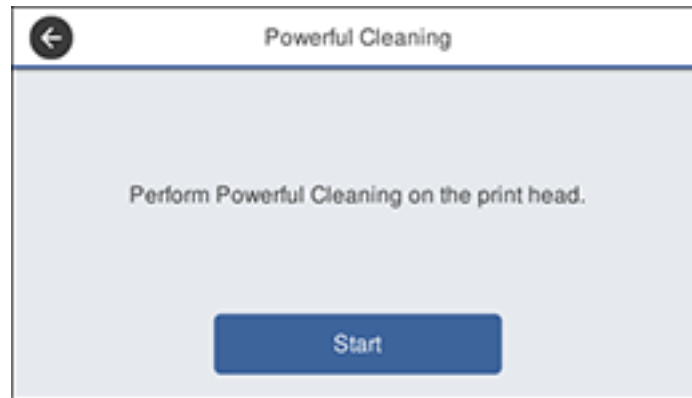 Powerful Cleaning
Perform Powerful Cleaning on the print head.
Start